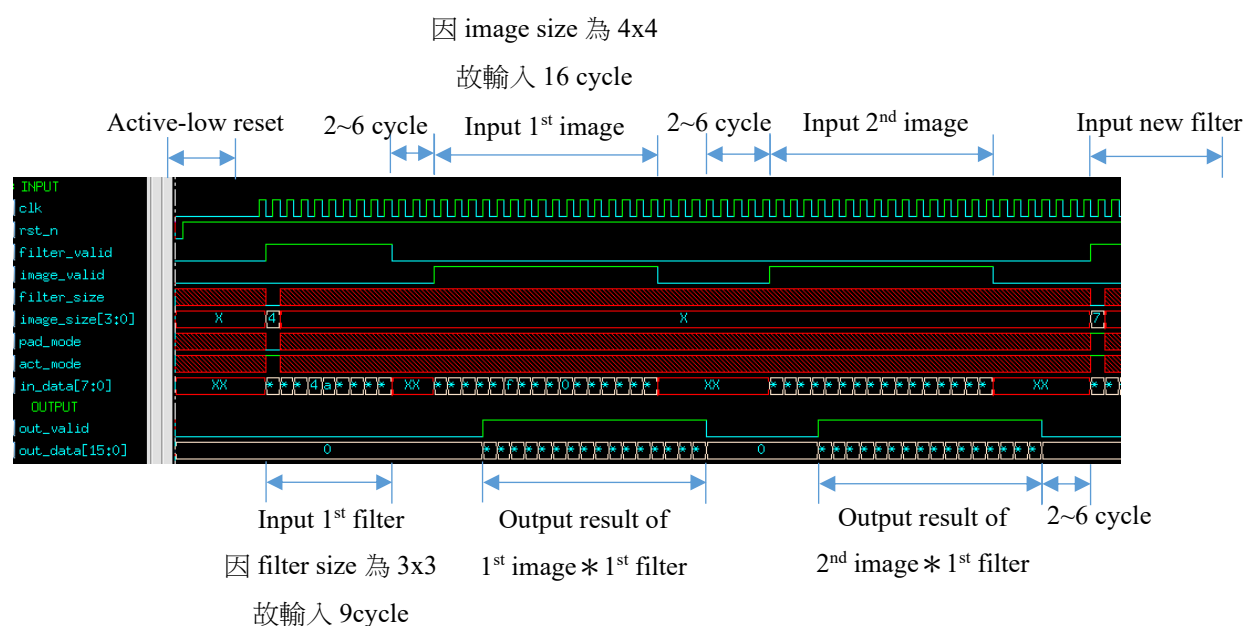 因 image size 為 4x4
故輸入 16 cycle
Active-low reset
2~6 cycle
Input 1st image
2~6 cycle
Input 2nd image
Input new filter
INPUT
clk
rst_n
filter_valid
image_valid
filter_size
image_size[3:0]
X
4
X
7
pad_mode
act_mode
in_data[7:0]
XX
* * * 4 a * * * *
XX
* * * * * f * * * 0 * * * * * *
XX
* * * * * * * * * * * * * * * *
XX
* * *
OUTPUT
out_valid
out_data[15:0]
0
* * * * * * * * * * * * * * * *
0
* * * * * * * * * * * * * * * *
Input 1st filter
因 filter size 為 3x3
故輸入 9cycle
Output result of
1st image＊1st filter
Output result of
2nd image＊1st filter
2~6 cycle